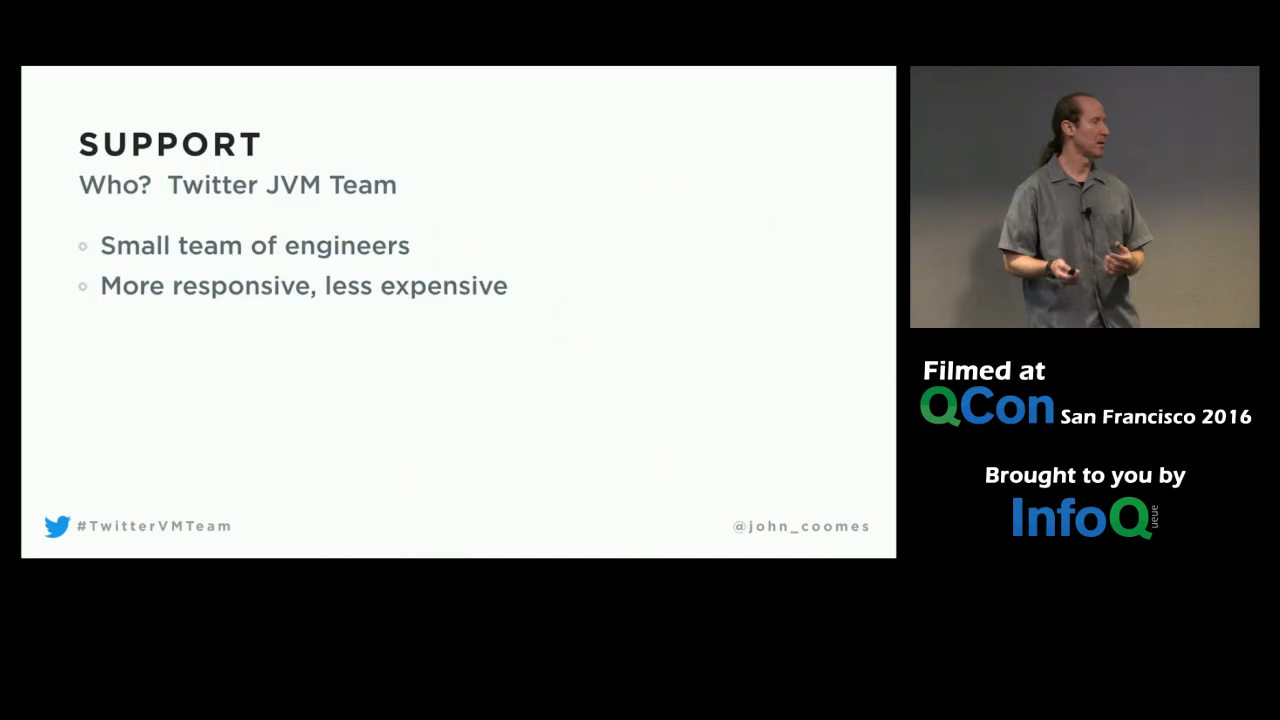 SUPPORT
Who? Twitter JVM Team
Small team of engineers
More responsive, less expensive
#TwitterVMTeam
@john_coomes
Filmed at
QCon San Francisco 2016
Brought to you by
InfoQueue